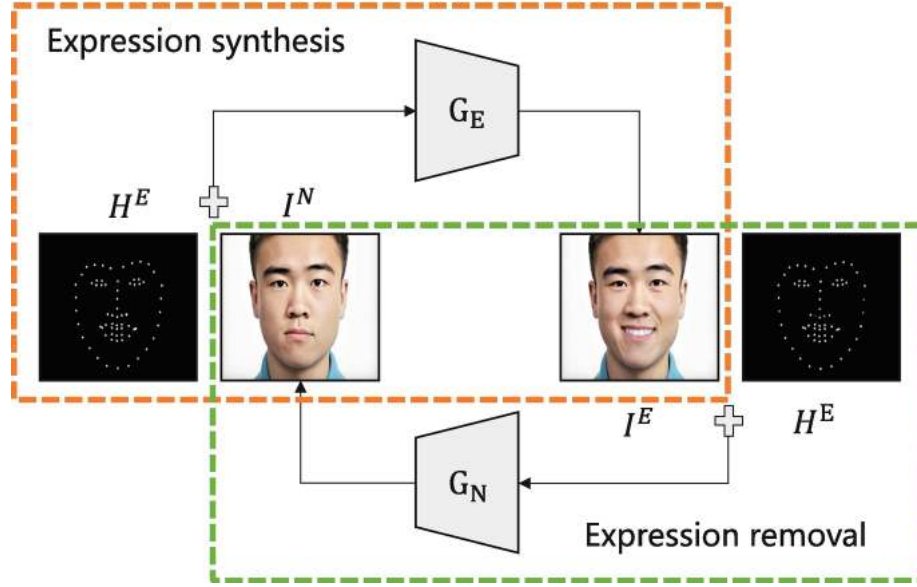 Expression synthesis
G_E
H^E
I^N
I^E
H^E
G_N
Expression removal